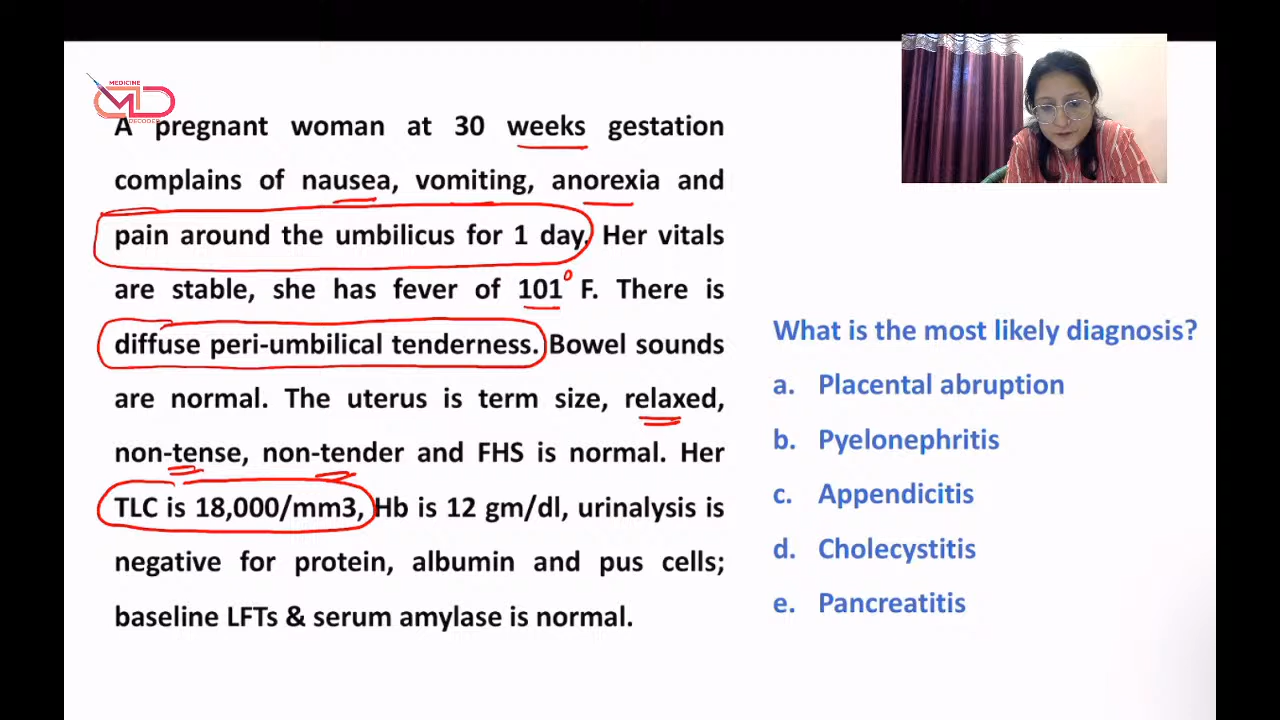 MEDICINE
MD
DECODER
A pregnant woman at 30 weeks gestation
complains of nausea, vomiting, anorexia and
pain around the umbilicus for 1 day. Her vitals
are stable, she has fever of 101° F. There is
diffuse peri-umbilical tenderness. Bowel sounds
are normal. The uterus is term size, relaxed,
non-tense, non-tender and FHS is normal. Her
TLC is 18,000/mm3, Hb is 12 gm/dl, urinalysis is
negative for protein, albumin and pus cells;
baseline LFTs & serum amylase is normal.
What is the most likely diagnosis?
a. Placental abruption
b. Pyelonephritis
c. Appendicitis
d. Cholecystitis
e. Pancreatitis